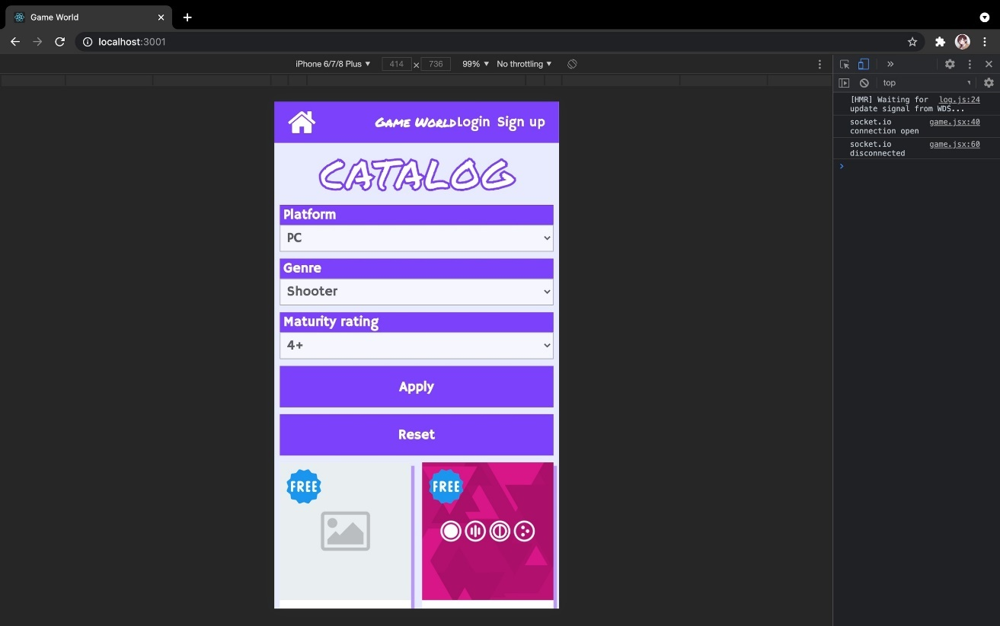 Game World
localhost:3001
iPhone 6/7/8 Plus 414 × 736 99% No throttling
top
[HMR] Waiting for log.js:24
update signal from WDS...
socket.io game.jsx:40
connection open
socket.io game.jsx:60
disconnected
Game World Login Sign up
CATALOG
Platform
PC
Genre
Shooter
Maturity rating
4+
Apply
Reset
FREE FREE